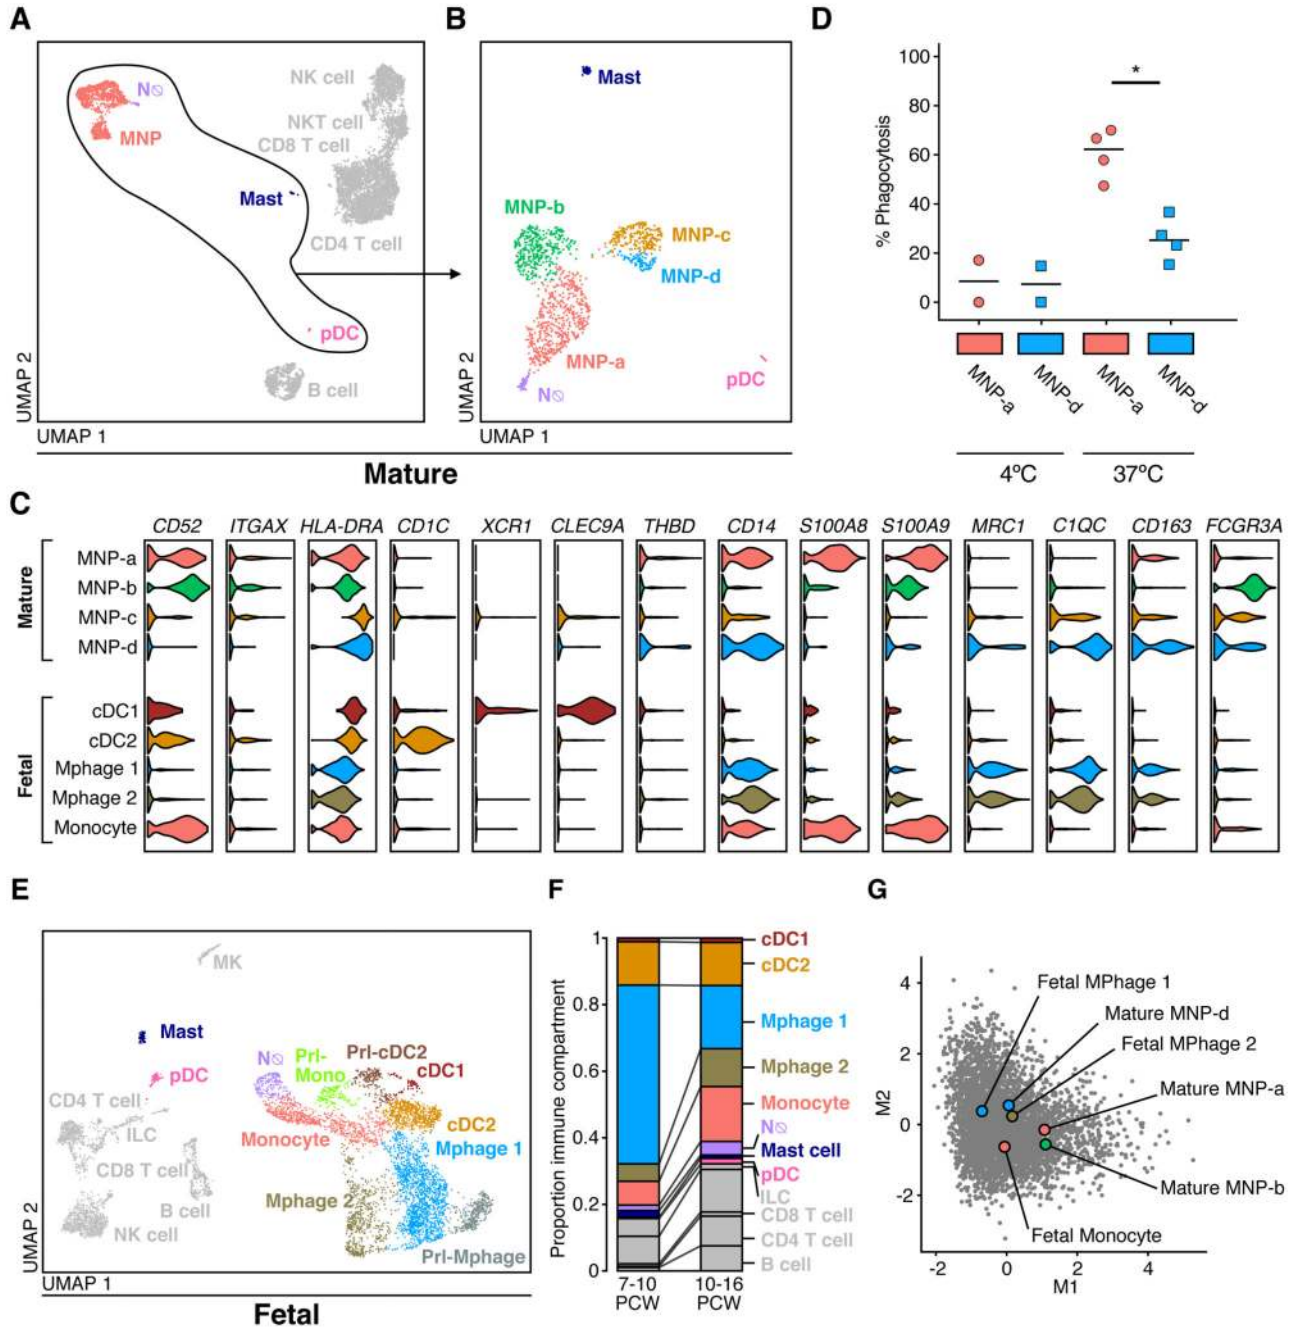 A
NK cell
N∅
NKT cell
MNP
CD8 T cell
Mast
CD4 T cell
pDC
B cell
UMAP 2
UMAP 1
B
Mast
MNP-b
MNP-c
MNP-d
MNP-a
pDC
N∅
UMAP 2
UMAP 1
Mature
D
% Phagocytosis
100
80
60
40
20
0
*
MNP-a
MNP-d
MNP-a
MNP-d
4ºC
37ºC
C
CD52 ITGAX HLA-DRA CD1C XCR1 CLEC9A THBD CD14 S100A8 S100A9 MRC1 C1QC CD163 FCGR3A
Mature
MNP-a
MNP-b
MNP-c
MNP-d
Fetal
cDC1
cDC2
Mphage 1
Mphage 2
Monocyte
E
MK
Mast
pDC
CD4 T cell
ILC
CD8 T cell
B cell
NK cell
N∅
Prl-
Mono
Prl-cDC2
cDC1
cDC2
Monocyte
Mphage 1
Mphage 2
Prl-Mphage
UMAP 2
UMAP 1
Fetal
F
Proportion immune compartment
1
0.8
0.6
0.4
0.2
0
cDC1
cDC2
Mphage 1
Mphage 2
Monocyte
N∅
Mast cell
pDC
ILC
CD8 T cell
CD4 T cell
B cell
7-10
PCW
10-16
PCW
G
Fetal MPhage 1
Mature MNP-d
Fetal MPhage 2
Mature MNP-a
Mature MNP-b
Fetal Monocyte
M2
4
2
0
-2
-2
0
2
4
M1